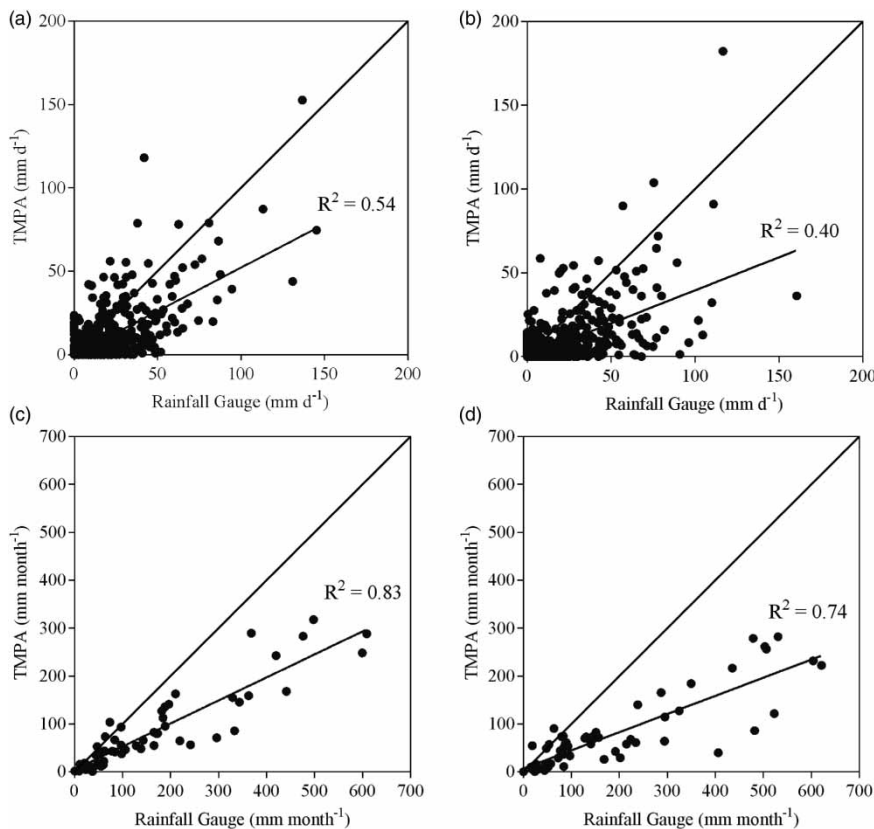 (a)
200
150
100
50
0
TMPA (mm d⁻¹)
R² = 0.54
0 50 100 150 200
Rainfall Gauge (mm d⁻¹)
(b)
200
150
100
50
0
TMPA (mm d⁻¹)
R² = 0.40
0 50 100 150 200
Rainfall Gauge (mm d⁻¹)
(c)
700
600
500
400
300
200
100
0
TMPA (mm month⁻¹)
R² = 0.83
0 100 200 300 400 500 600 700
Rainfall Gauge (mm month⁻¹)
(d)
700
600
500
400
300
200
100
0
TMPA (mm month⁻¹)
R² = 0.74
0 100 200 300 400 500 600 700
Rainfall Gauge (mm month⁻¹)